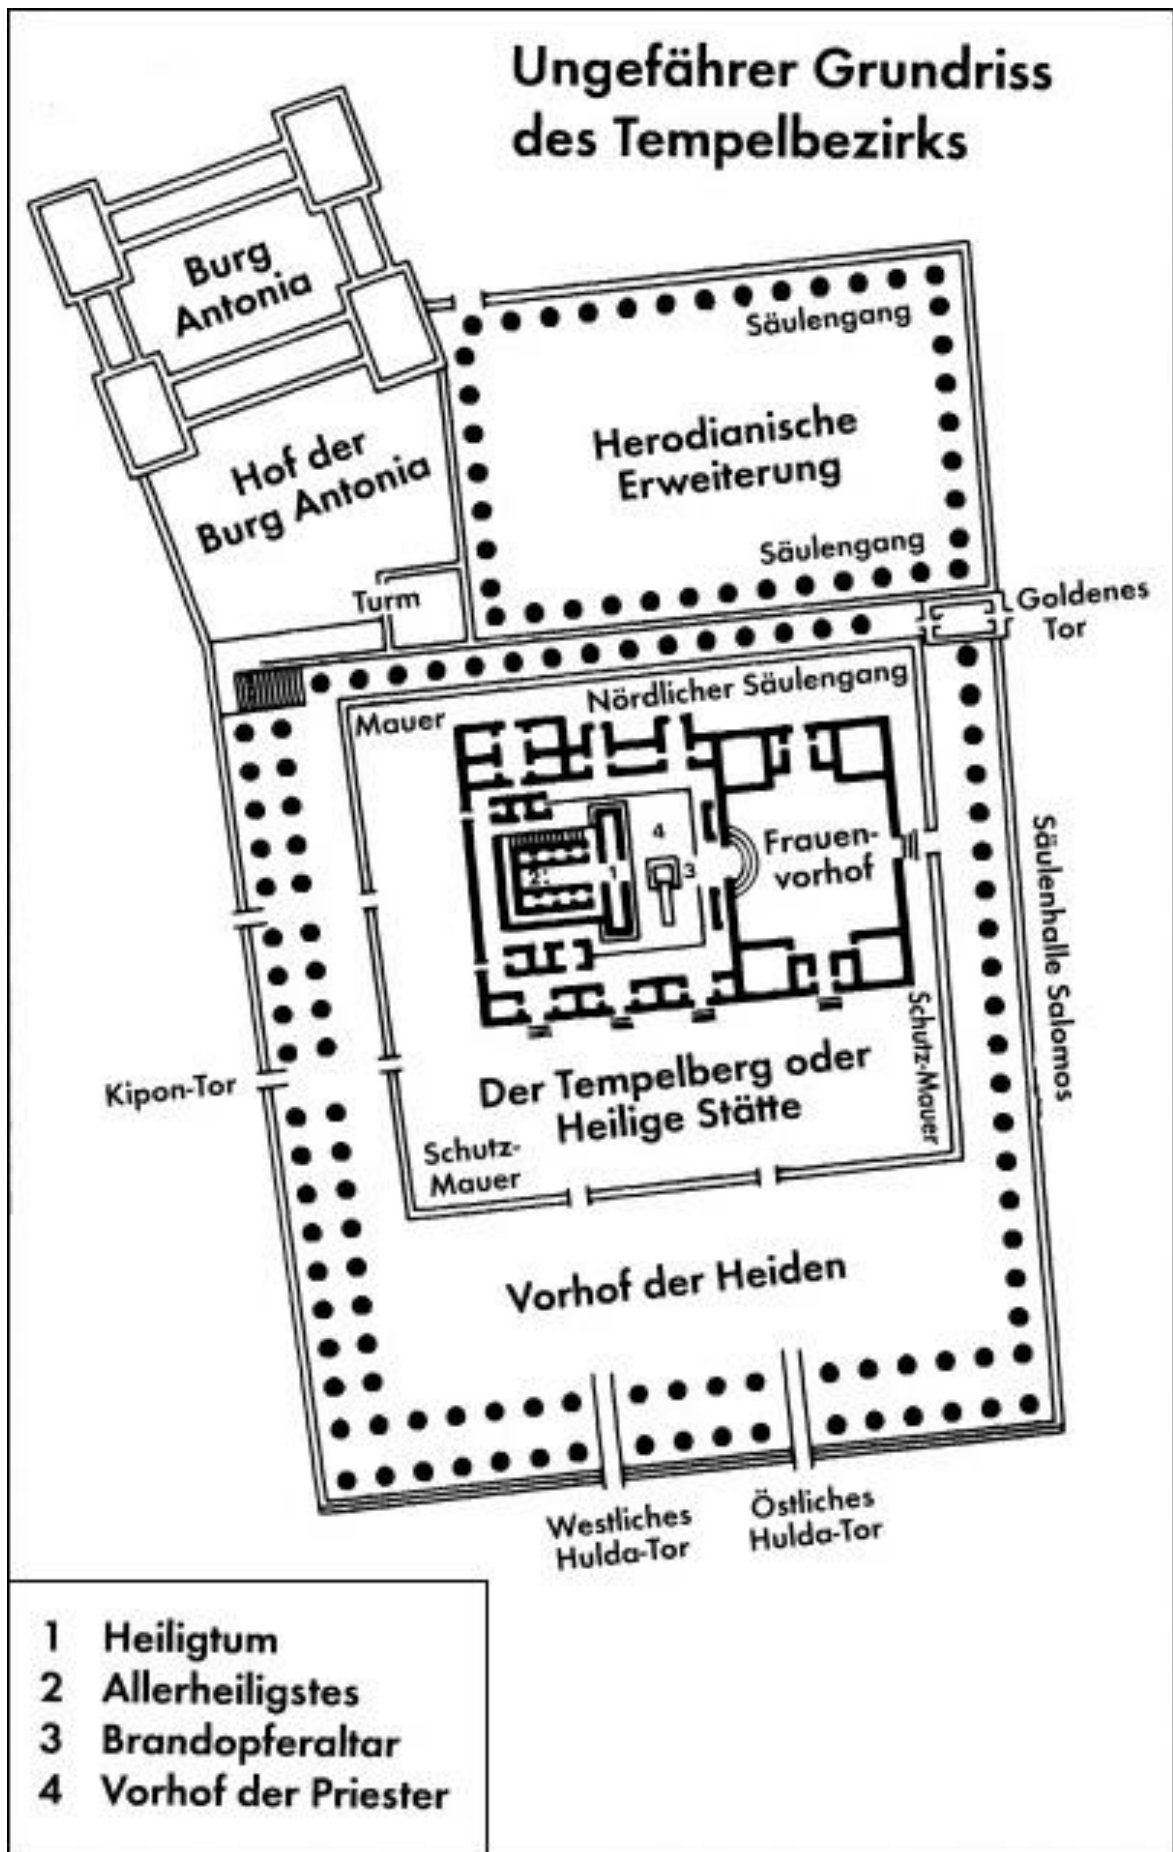 Ungefährer Grundriss
des Tempelbezirks
Burg
Antonia
Säulengang
Herodianische
Erweiterung
Hof der
Burg Antonia
Säulengang
Turm
Goldenes
Tor
Nördlicher Säulengang
Mauer
4
Frauen-
vorhof
2
1
3
Säulenhalle Salomos
Schutz-Mauer
Der Tempelberg oder
Heilige Stätte
Kipon-Tor
Schutz-
Mauer
Vorhof der Heiden
Westliches
Hulda-Tor
Östliches
Hulda-Tor
1 Heiligtum
2 Allerheiligstes
3 Brandopferaltar
4 Vorhof der Priester